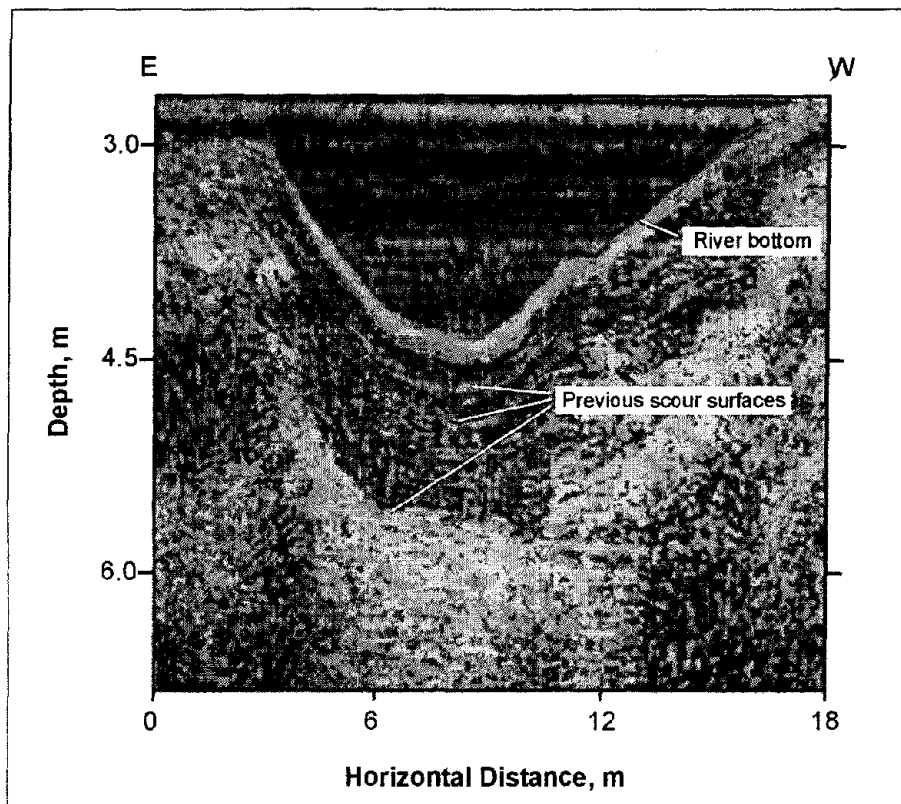 E W
3.0
River bottom
Depth, m
4.5
Previous scour surfaces
6.0
0 6 12 18
Horizontal Distance, m